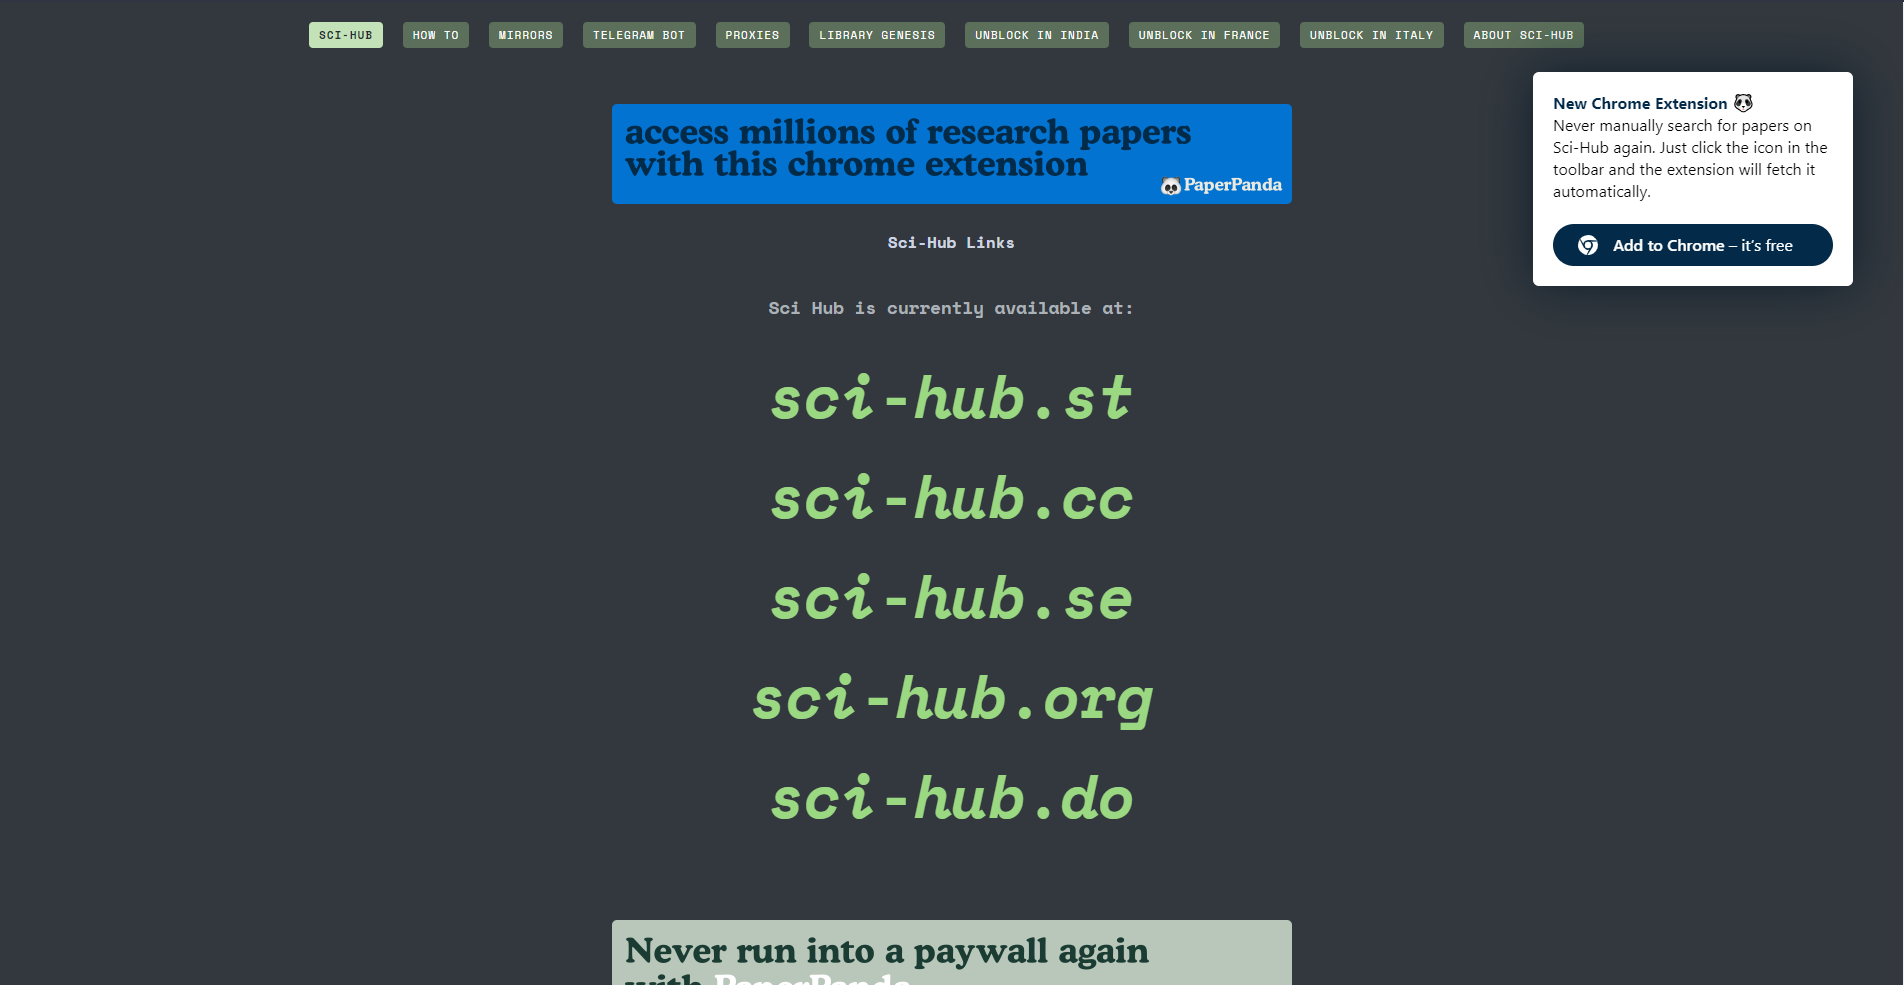 SCI-HUB
HOW TO
MIRRORS
TELEGRAM BOT
PROXIES
LIBRARY GENESIS
UNBLOCK IN INDIA
UNBLOCK IN FRANCE
UNBLOCK IN ITALY
ABOUT SCI-HUB
New Chrome Extension
Never manually search for papers on
Sci-Hub again. Just click the icon in the
toolbar and the extension will fetch it
automatically.
Add to Chrome – it's free
access millions of research papers
with this chrome extension
PaperPanda
Sci-Hub Links
Sci Hub is currently available at:
sci-hub.st
sci-hub.cc
sci-hub.se
sci-hub.org
sci-hub.do
Never run into a paywall again
with PaperPanda